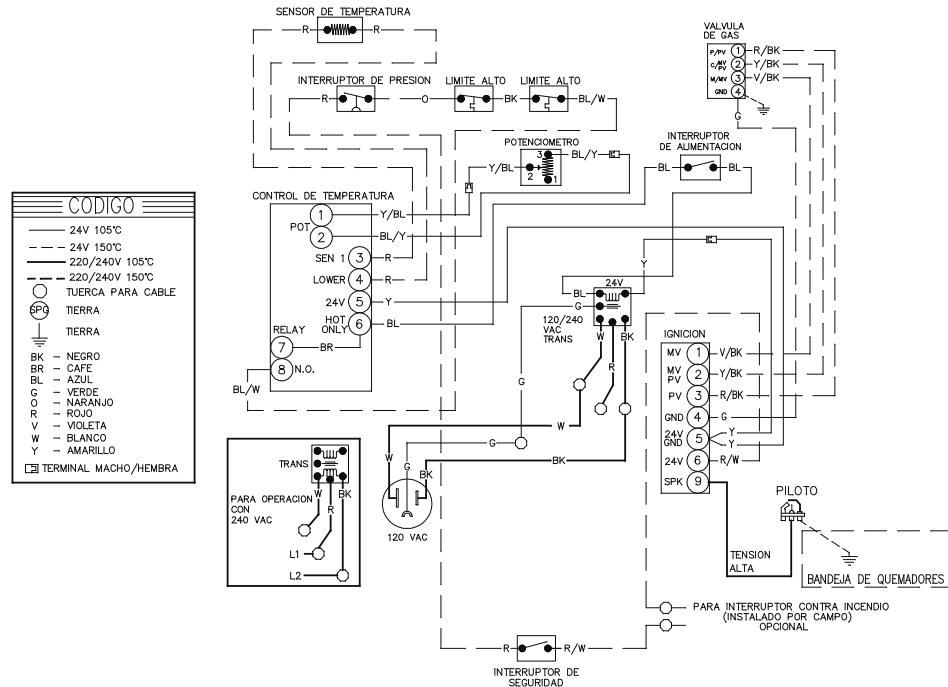 SENSOR DE TEMPERATURA
R R
VALVULA
DE GAS
P/PV 1 R/BK
C/MV
PV 2 Y/BK
M/MV 3 V/BK
GND 4
G
INTERRUPTOR DE PRESION LIMITE ALTO LIMITE ALTO
R O BK BL/W
POTENCIOMETRO
3 BL/Y
Y/BL 2
1
INTERRUPTOR
DE ALIMENTACION
BL BL
CODIGO
24V 105°C
24V 150°C
220/240V 105°C
220/240V 150°C
TUERCA PARA CABLE
SPG TIERRA
TIERRA
BK – NEGRO
BR – CAFE
BL – AZUL
G – VERDE
O – NARANJO
R – ROJO
V – VIOLETA
W – BLANCO
Y – AMARILLO
TERMINAL MACHO/HEMBRA
CONTROL DE TEMPERATURA
1 Y/BL
POT
2 BL/Y
SEN 1 3 R
LOWER 4 R
24V 5 Y
HOT
ONLY 6 BL
RELAY
7 BR
8 N.O.
BL/W
Y
24V
BL
G
120/240
VAC
TRANS
W R BK
G
W
G
BK
W G BK
120 VAC
IGNICION
MV 1 V/BK
MV
PV 2 Y/BK
PV 3 R/BK
GND 4 G
24V
GND 5 Y
Y
24V 6 R/W
SPK 9
TRANS
W R BK
PARA OPERACION
CON
240 VAC
L1
L2
PILOTO
TENSION
ALTA
BANDEJA DE QUEMADORES
PARA INTERRUPTOR CONTRA INCENDIO
(INSTALADO POR CAMPO)
OPCIONAL
R R/W
INTERRUPTOR DE
SEGURIDAD